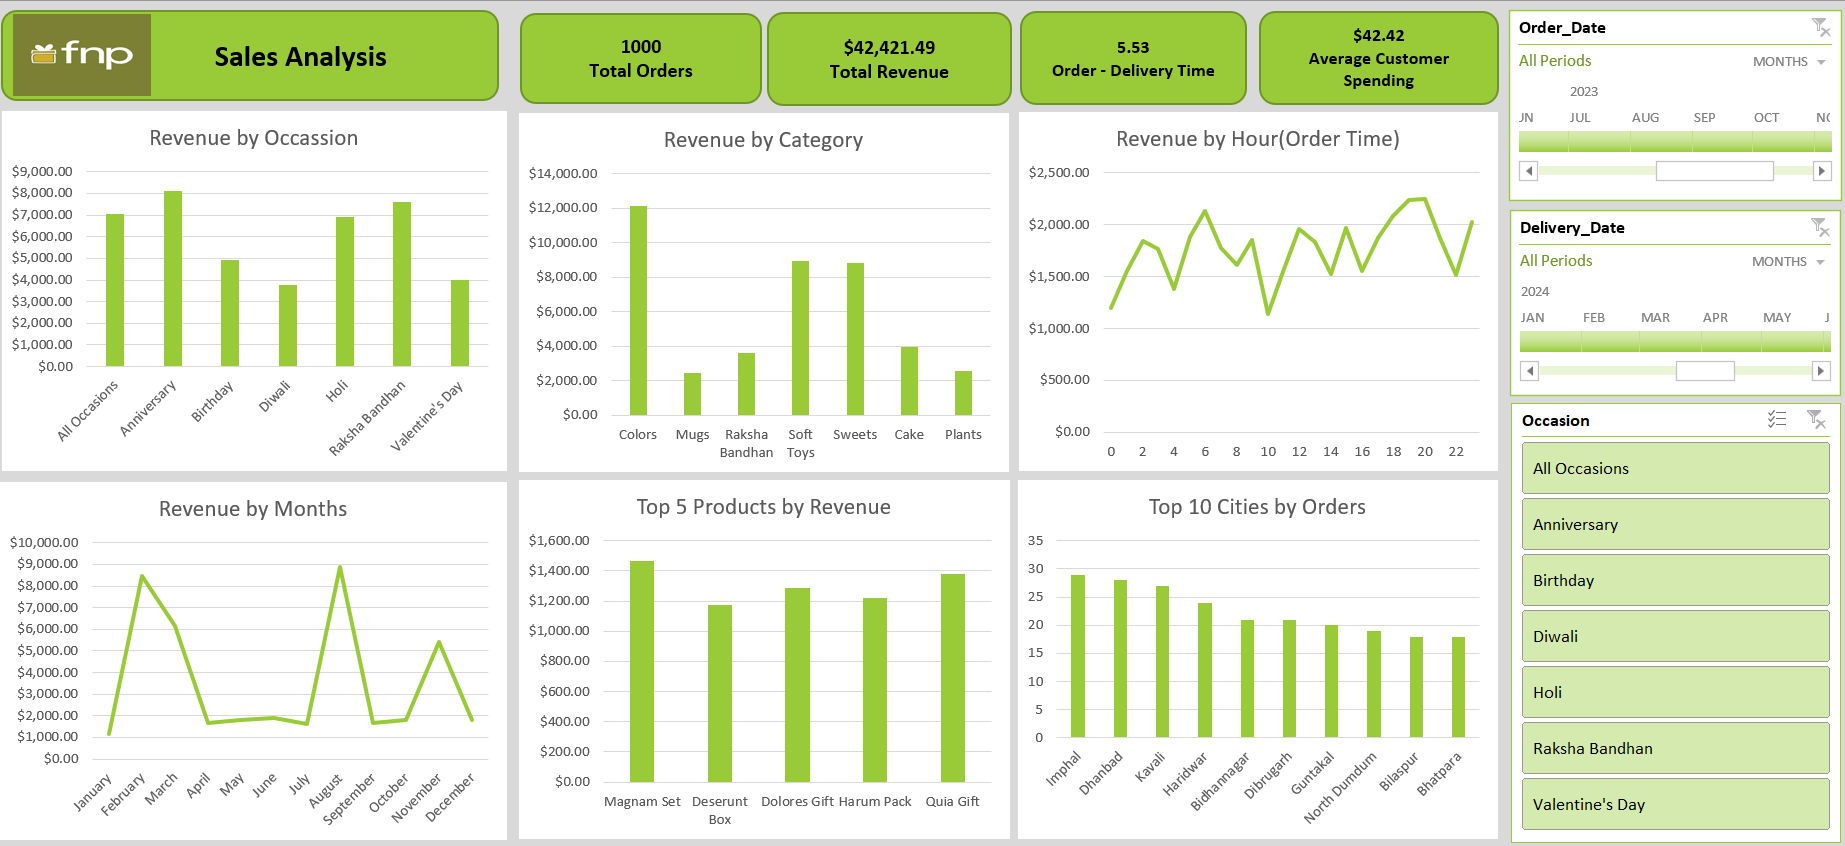 fnp
Sales Analysis
1000
Total Orders
$42,421.49
Total Revenue
5.53
Order - Delivery Time
$42.42
Average Customer
Spending
Revenue by Occassion
$9,000.00
$8,000.00
$7,000.00
$6,000.00
$5,000.00
$4,000.00
$3,000.00
$2,000.00
$1,000.00
$0.00
All Occasions
Anniversary
Birthday
Diwali
Holi
Raksha Bandhan
Valentine's Day
Revenue by Category
$14,000.00
$12,000.00
$10,000.00
$8,000.00
$6,000.00
$4,000.00
$2,000.00
$0.00
Colors Mugs Raksha Soft Sweets Cake Plants
Bandhan Toys
Revenue by Hour(Order Time)
$2,500.00
$2,000.00
$1,500.00
$1,000.00
$500.00
$0.00
0 2 4 6 8 10 12 14 16 18 20 22
Revenue by Months
$10,000.00
$9,000.00
$8,000.00
$7,000.00
$6,000.00
$5,000.00
$4,000.00
$3,000.00
$2,000.00
$1,000.00
$0.00
January
February
March
April
May
June
July
August
September
October
November
December
Top 5 Products by Revenue
$1,600.00
$1,400.00
$1,200.00
$1,000.00
$800.00
$600.00
$400.00
$200.00
$0.00
Magnam Set Deserunt Dolores Gift Harum Pack Quia Gift
Box
Top 10 Cities by Orders
35
30
25
20
15
10
5
0
Imphal
Dhanbad
Kavali
Haridwar
Bidhannagar
Dibrugarh
Guntakal
North Dumdum
Bilaspur
Bhatpara
Order_Date
All Periods MONTHS
2023
UN JUL AUG SEP OCT NO
Delivery_Date
All Periods MONTHS
2024
JAN FEB MAR APR MAY J
Occasion
All Occasions
Anniversary
Birthday
Diwali
Holi
Raksha Bandhan
Valentine's Day